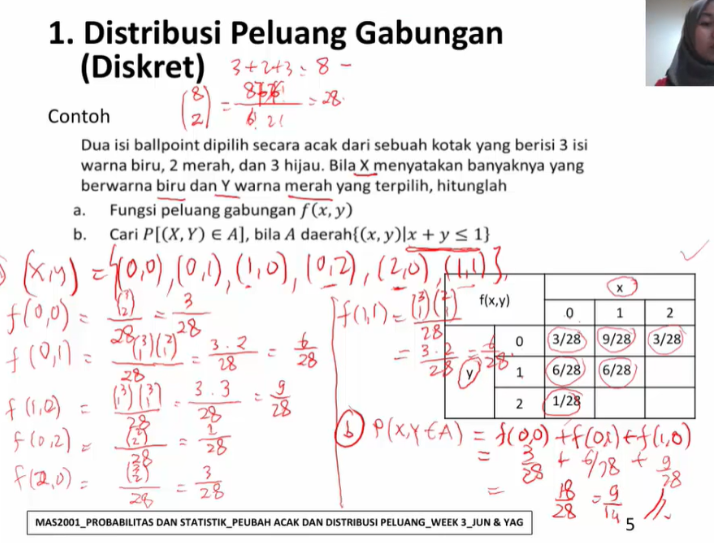 1. Distribusi Peluang Gabungan
(Diskret)
3+2+3 = 8 -
(8 2) = 8·7·6! / 6! 2! = 28.
Contoh
Dua isi ballpoint dipilih secara acak dari sebuah kotak yang berisi 3 isi
warna biru, 2 merah, dan 3 hijau. Bila X menyatakan banyaknya yang
berwarna biru dan Y warna merah yang terpilih, hitunglah
a. Fungsi peluang gabungan f(x, y)
b. Cari P[(X, Y) ∈ A], bila A daerah{(x, y)|x + y ≤ 1}
(x,y) = {(0,0), (0,1), (1,0), (0,2), (2,0), (1,1)}
f(0,0) = / 28 = 3/28
f(0,1) = (3 1)(2 1) / 28 = 3.2/28 = 6/28
f(1,0) = (3 1)(3 1) / 28 = 3.3/28 = 9/28
f(0,2) = (2 2) / 28 = 1/28
f(2,0) = (3 2) / 28 = 3/28
f(1,1) = (3 1)(2 1) / 28
= 3.2/28 = 6/28.
f(x,y) x
0 1 2
y 0 3/28 9/28 3/28
1 6/28 6/28
2 1/28
(b) P(X,Y ∈ A) = f(0,0) + f(0,1) + f(1,0)
= 3/28 + 6/28 + 9/28
= 18/28 = 9/14 //.
MAS2001_PROBABILITAS DAN STATISTIK_PEUBAH ACAK DAN DISTRIBUSI PELUANG_WEEK 3_JUN & YAG
5